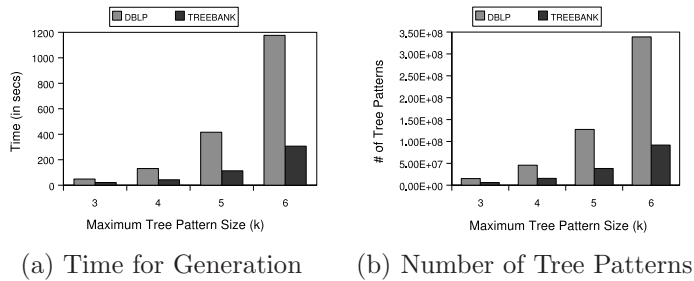 DBLP TREEBANK
1200
1000
800
600
400
200
0
Time (in secs)
3 4 5 6
Maximum Tree Pattern Size (k)
(a) Time for Generation
DBLP TREEBANK
3.50E+08
3.00E+08
2.50E+08
2.00E+08
1.50E+08
1.00E+08
5.00E+07
0.00E+00
# of Tree Patterns
3 4 5 6
Maximum Tree Pattern Size (k)
(b) Number of Tree Patterns